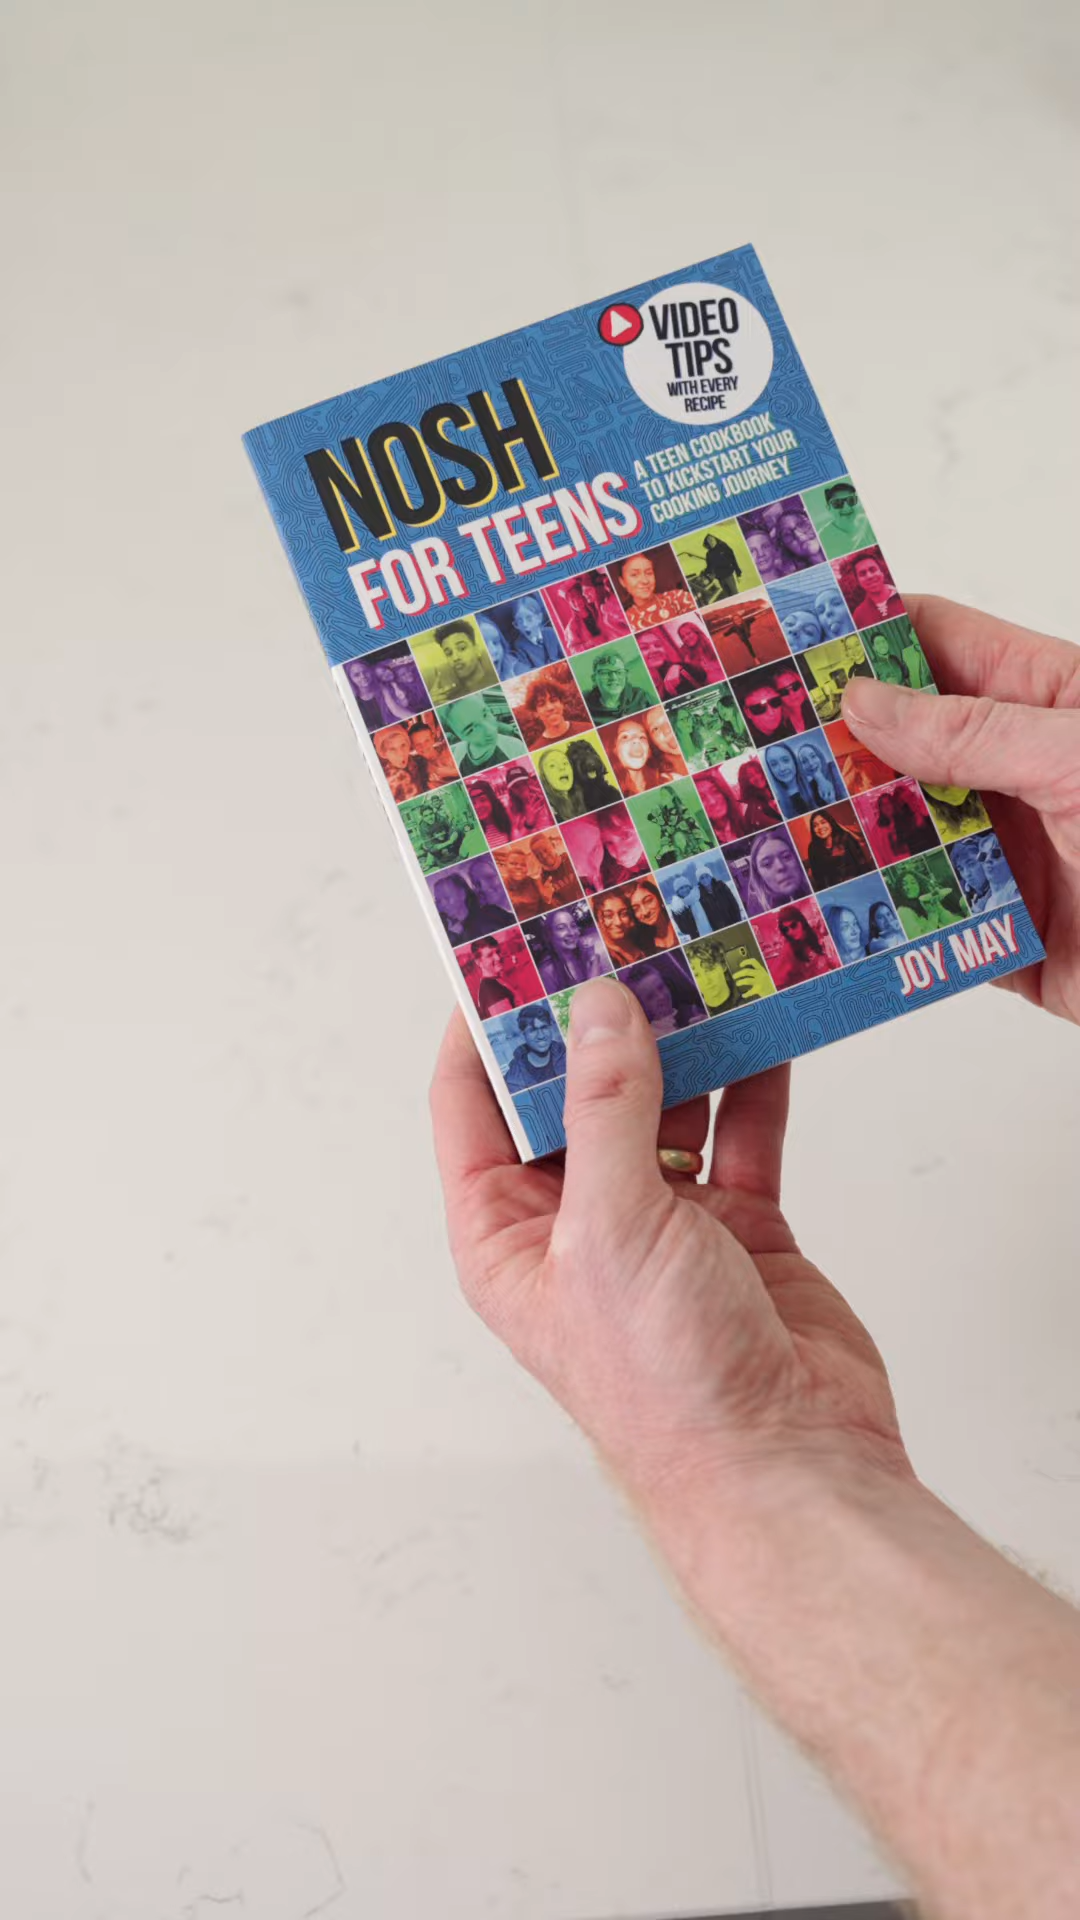 VIDEO
TIPS
WITH EVERY
RECIPE
NOSH
FOR TEENS
A TEEN COOKBOOK
TO KICKSTART YOUR
COOKING JOURNEY
JOY MAY